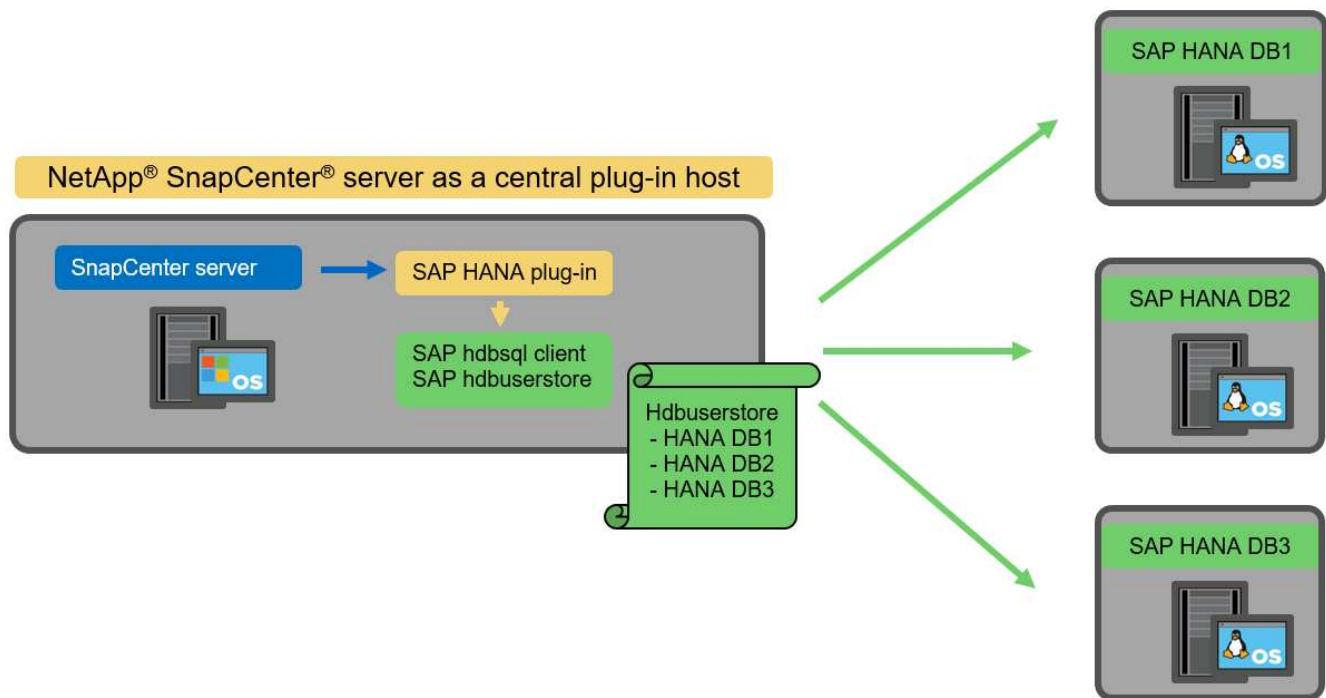 NetApp® SnapCenter® server as a central plug-in host
SnapCenter server
SAP HANA plug-in
OS
SAP hdbsql client
SAP hdbuserstore
Hdbuserstore
- HANA DB1
- HANA DB2
- HANA DB3
SAP HANA DB1
OS
SAP HANA DB2
OS
SAP HANA DB3
OS